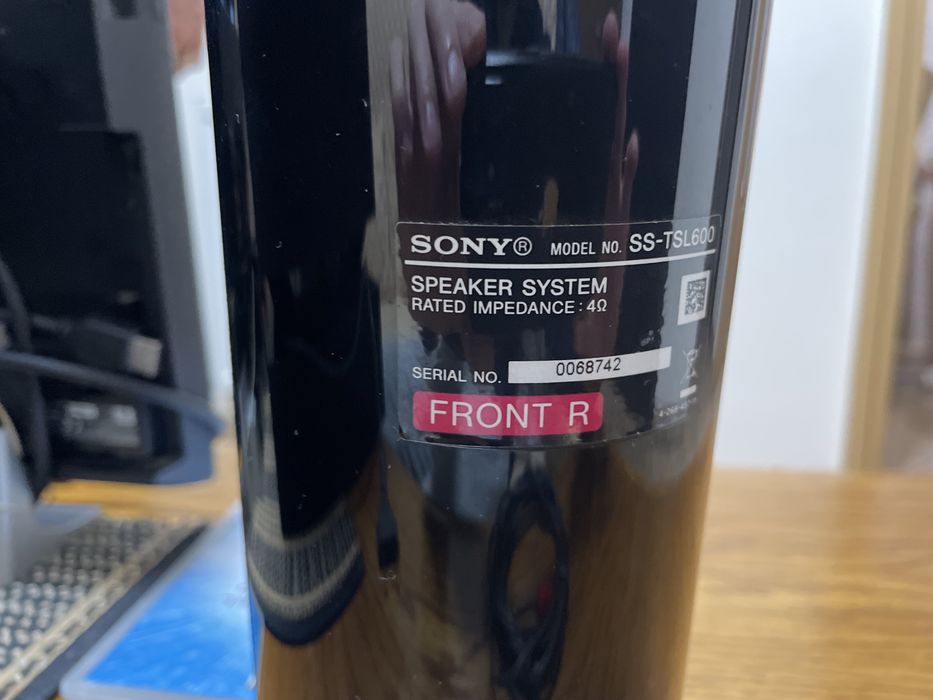 SONY® MODEL NO. SS-TSL600
SPEAKER SYSTEM
RATED IMPEDANCE : 4Ω
SERIAL NO. 0068742
FRONT R